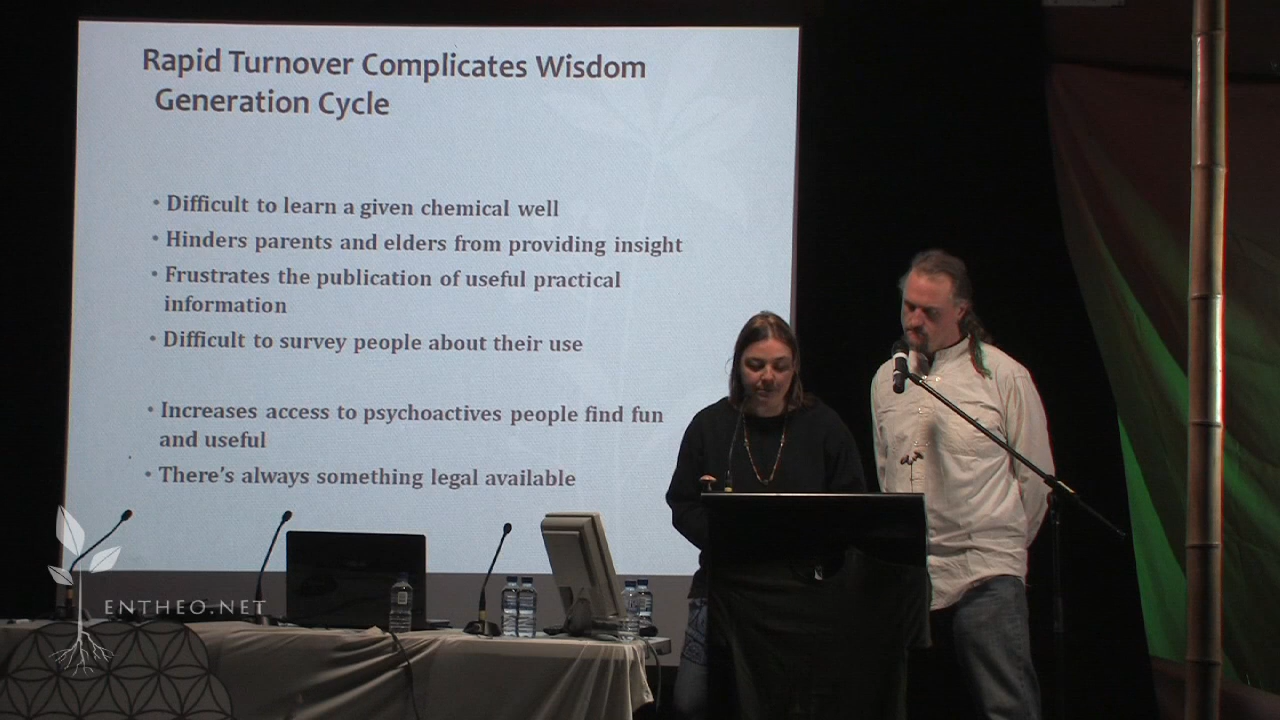 Rapid Turnover Complicates Wisdom
Generation Cycle
• Difficult to learn a given chemical well
• Hinders parents and elders from providing insight
• Frustrates the publication of useful practical
information
• Difficult to survey people about their use
• Increases access to psychoactives people find fun
and useful
• There's always something legal available
ENTHEO.NET